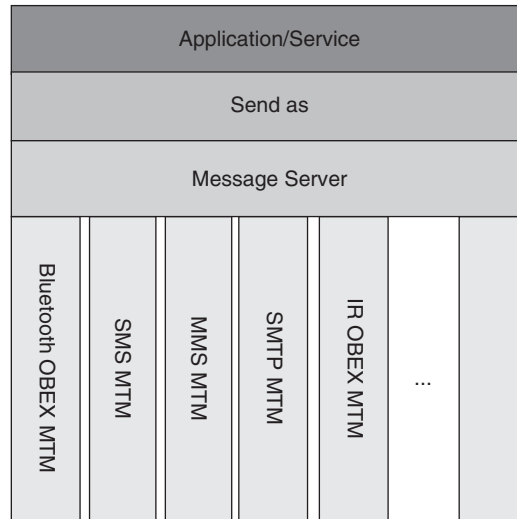 Application/Service
Send as
Message Server
Bluetooth OBEX MTM
SMS MTM
MMS MTM
SMTP MTM
IR OBEX MTM
...